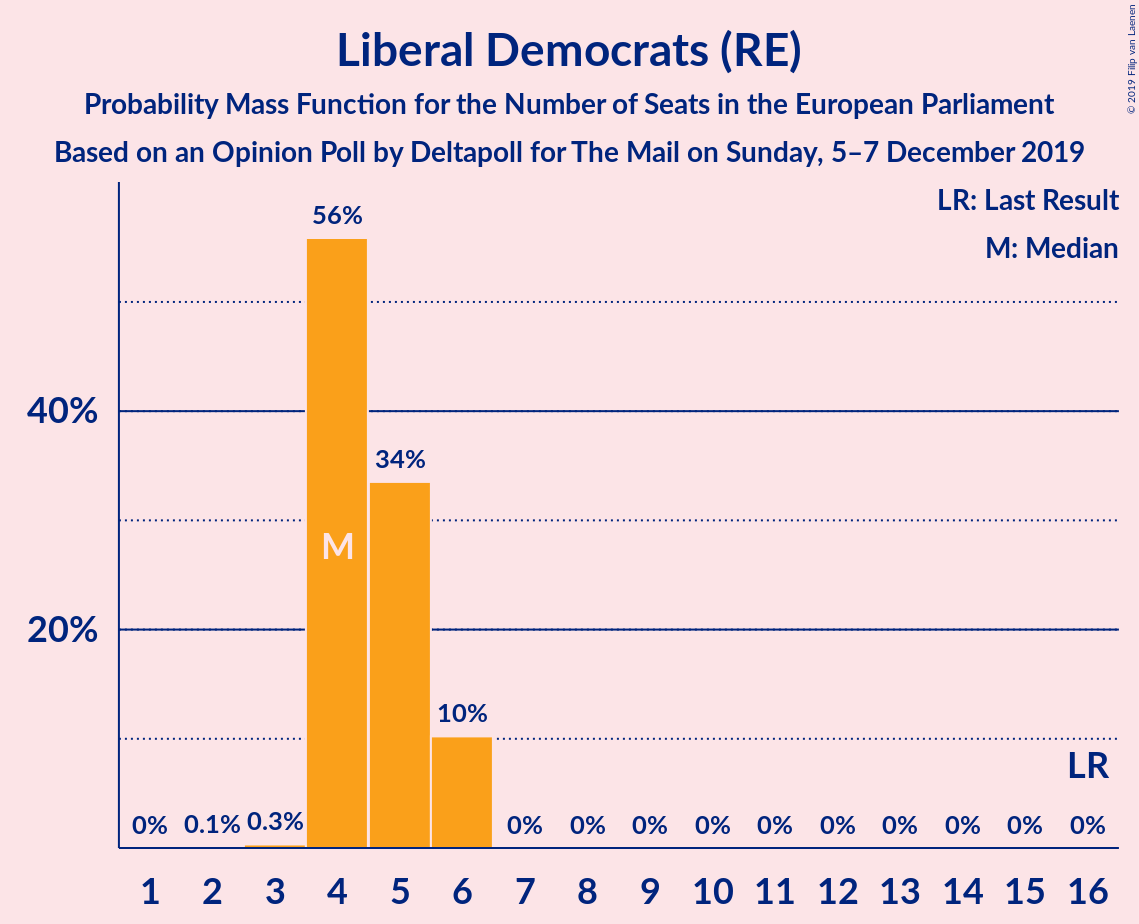 Liberal Democrats (RE)
Probability Mass Function for the Number of Seats in the European Parliament
Based on an Opinion Poll by Deltapoll for The Mail on Sunday, 5–7 December 2019
© 2019 Filip van Laenen
LR: Last Result
M: Median
56%
40%
34%
M
20%
10%
LR
0% 0.1% 0.3% 0% 0% 0% 0% 0% 0% 0% 0% 0% 0%
1 2 3 4 5 6 7 8 9 10 11 12 13 14 15 16